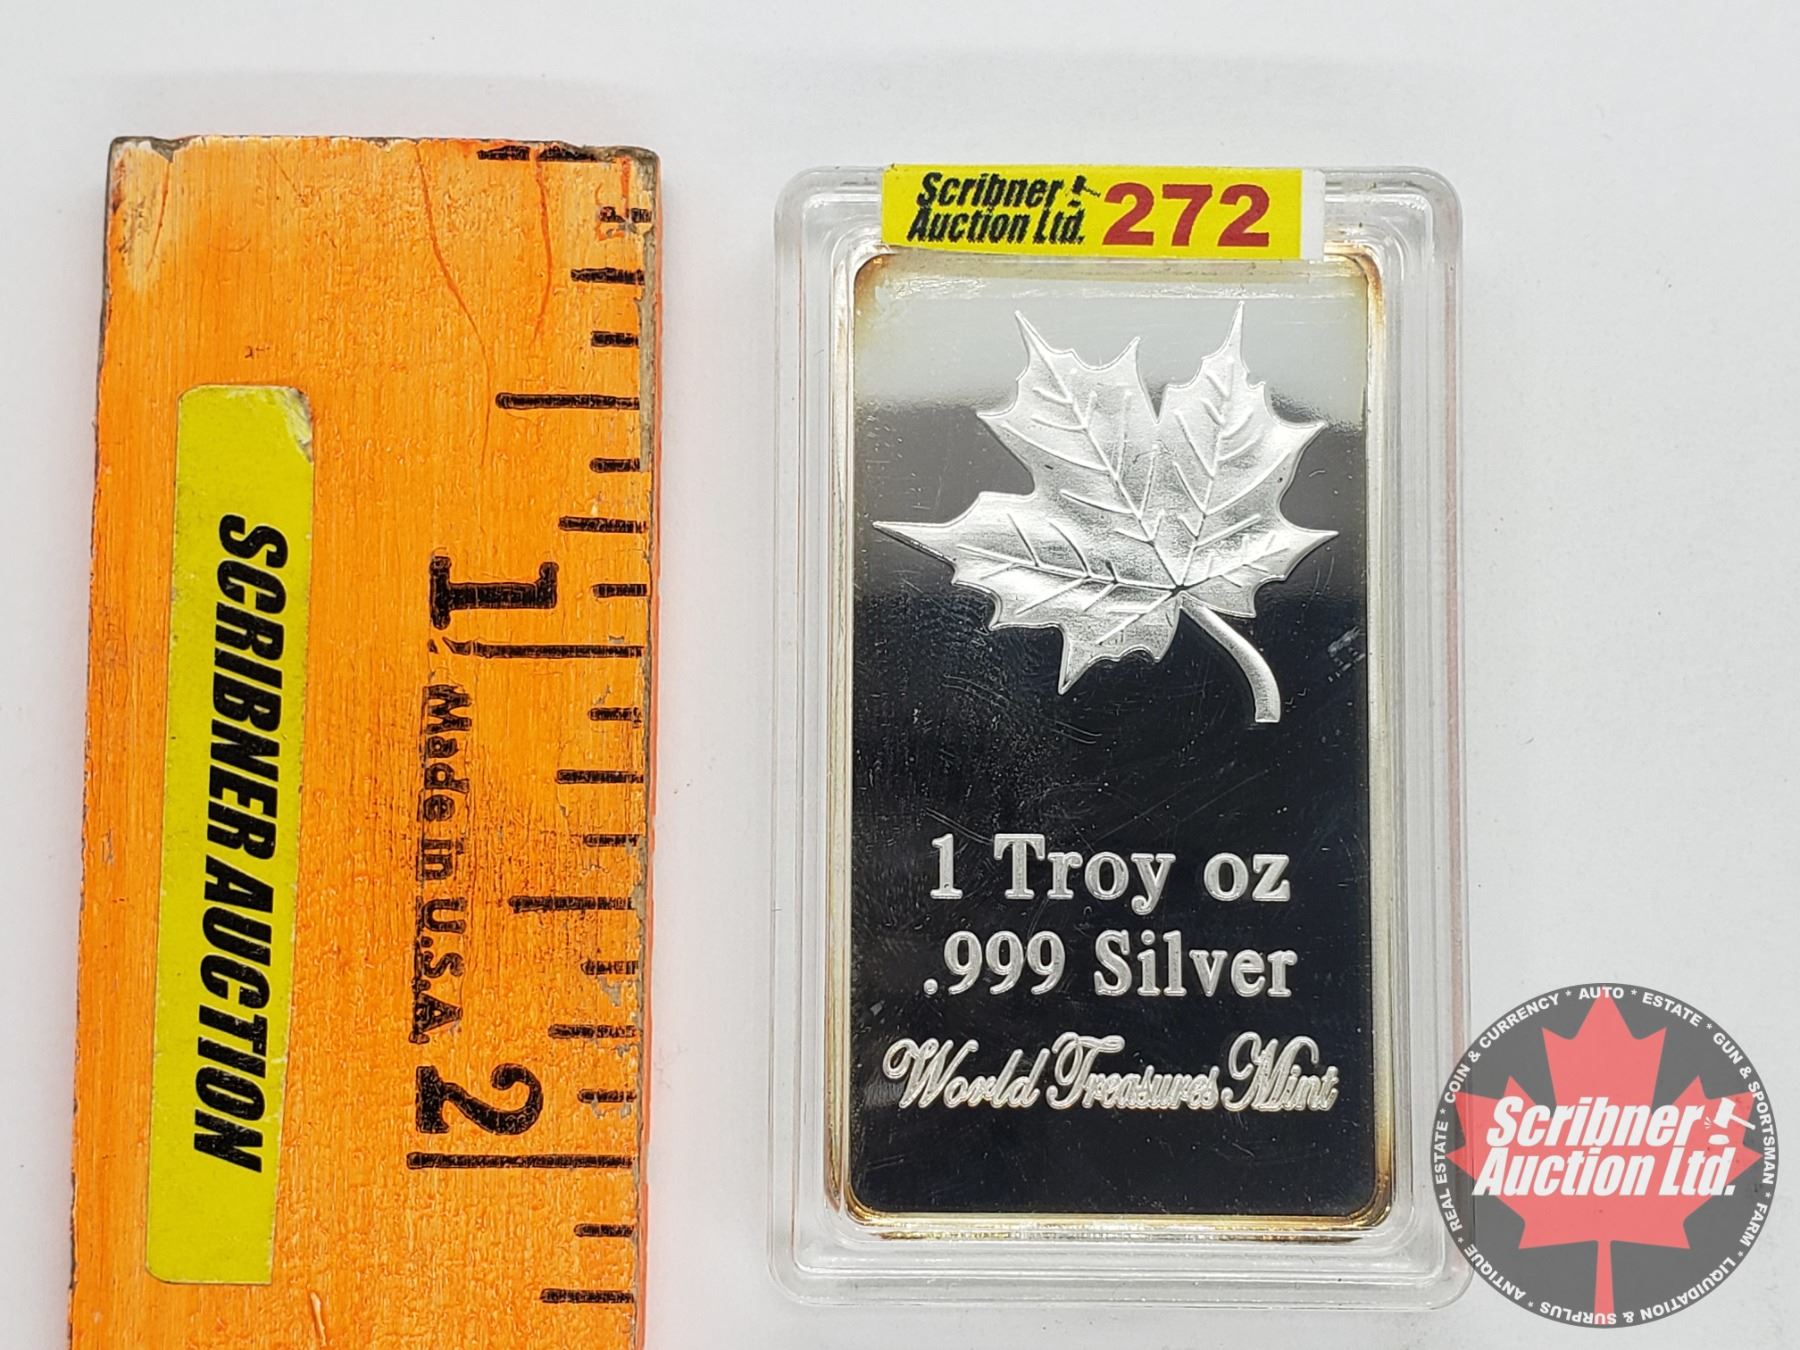 SCRIBNER AUCTION
1
Made in U.S.A.
2
Scribner
Auction Ltd.
272
1 Troy oz
.999 Silver
World Treasures Mint
REAL ESTATE * COIN & CURRENCY * AUTO * ESTATE * GUN & SPORTSMAN * FARM * LIQUIDATION & SURPLUS * ANTIQUE *
Scribner
Auction Ltd.